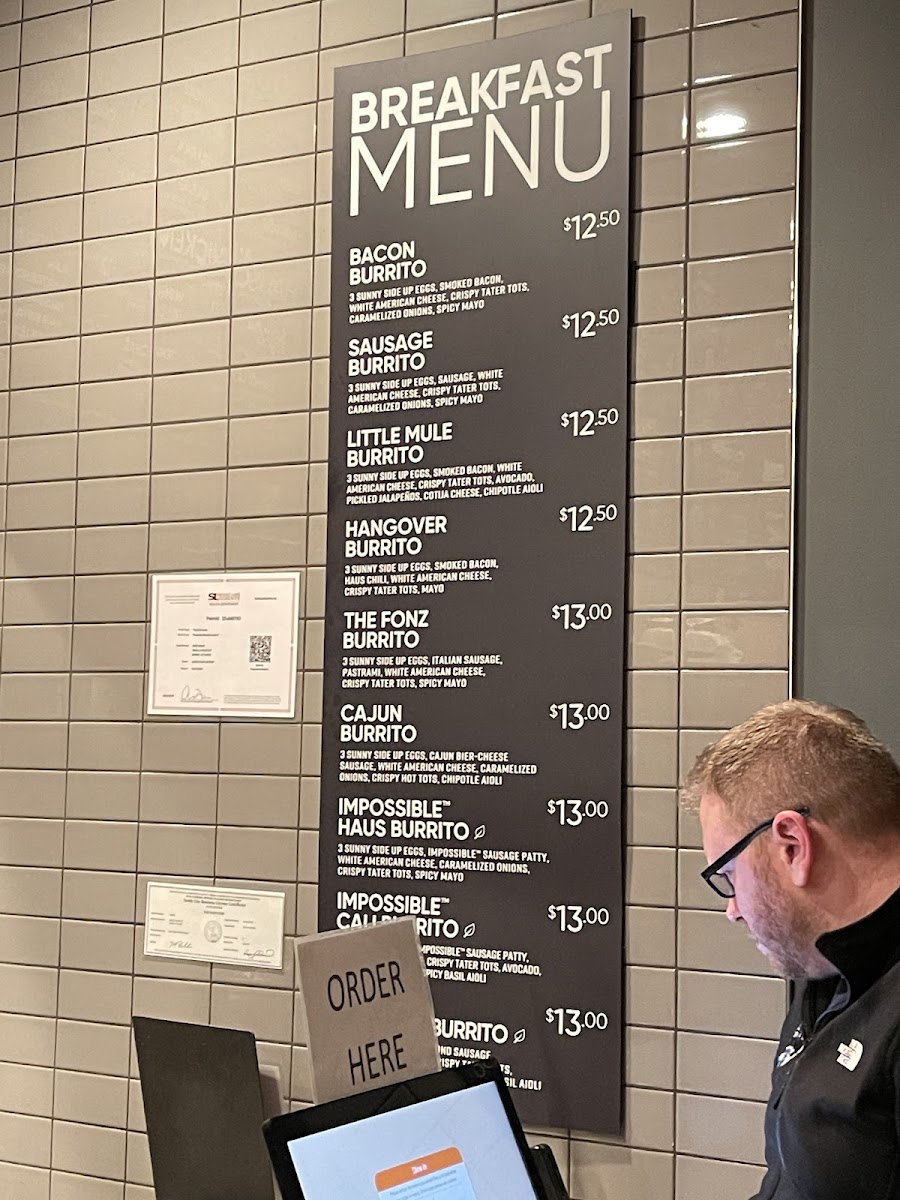 BREAKFAST
MENU
$12.50
BACON
BURRITO
3 SUNNY SIDE UP EGGS, SMOKED BACON,
WHITE AMERICAN CHEESE, CRISPY TATER TOTS,
CARAMELIZED ONIONS, SPICY MAYO
$12.50
SAUSAGE
BURRITO
3 SUNNY SIDE UP EGGS, SAUSAGE, WHITE
AMERICAN CHEESE, CRISPY TATER TOTS,
CARAMELIZED ONIONS, SPICY MAYO
$12.50
LITTLE MULE
BURRITO
3 SUNNY SIDE UP EGGS, SMOKED BACON, WHITE
AMERICAN CHEESE, CRISPY TATER TOTS, AVOCADO,
PICKLED JALAPEÑOS, COTIJA CHEESE, CHIPOTLE AIOLI
$12.50
HANGOVER
BURRITO
3 SUNNY SIDE UP EGGS, SMOKED BACON,
HAUS CHILI, WHITE AMERICAN CHEESE,
CRISPY TATER TOTS, MAYO
$13.00
THE FONZ
BURRITO
3 SUNNY SIDE UP EGGS, ITALIAN SAUSAGE,
PASTRAMI, WHITE AMERICAN CHEESE,
CRISPY TATER TOTS, SPICY MAYO
$13.00
CAJUN
BURRITO
3 SUNNY SIDE UP EGGS, CAJUN BIER-CHEESE
SAUSAGE, WHITE AMERICAN CHEESE, CARAMELIZED
ONIONS, CRISPY HOT TOTS, CHIPOTLE AIOLI
$13.00
IMPOSSIBLE™
HAUS BURRITO
3 SUNNY SIDE UP EGGS, IMPOSSIBLE™ SAUSAGE PATTY,
WHITE AMERICAN CHEESE, CARAMELIZED ONIONS,
CRISPY TATER TOTS, SPICY MAYO
$13.00
IMPOSSIBLE™
IMPOSSIBLE™ SAUSAGE PATTY,
CRISPY TATER TOTS, AVOCADO,
SPICY BASIL AIOLI
$13.00
BURRITO
SAUSAGE
AIOLI
ORDER
HERE
THE NORTH FACE